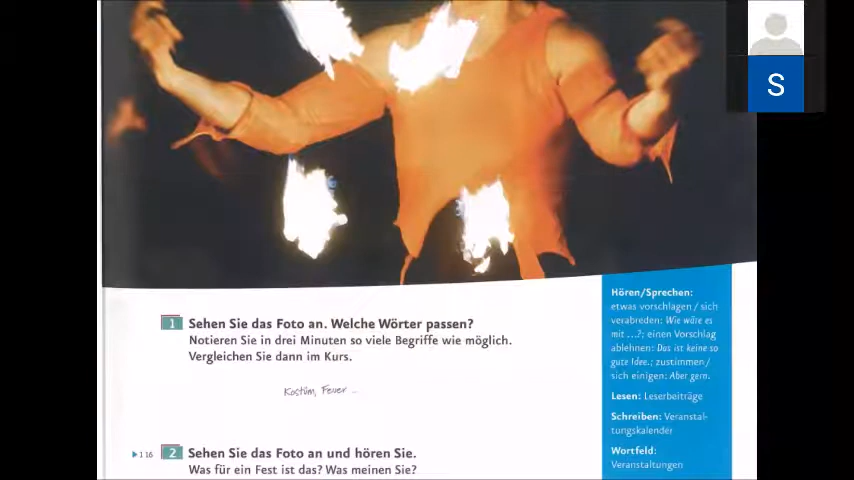 S
1 Sehen Sie das Foto an. Welche Wörter passen?
Notieren Sie in drei Minuten so viele Begriffe wie möglich.
Vergleichen Sie dann im Kurs.
Kostüm, Feuer ...
▶ 1 16 2 Sehen Sie das Foto an und hören Sie.
Was für ein Fest ist das? Was meinen Sie?
Hören/Sprechen:
etwas vorschlagen / sich
verabreden: Wie wäre es
mit ...?; einen Vorschlag
ablehnen: Das ist keine so
gute Idee.; zustimmen /
sich einigen: Aber gern.
Lesen: Leserbeiträge
Schreiben: Veranstal-
tungskalender
Wortfeld:
Veranstaltungen